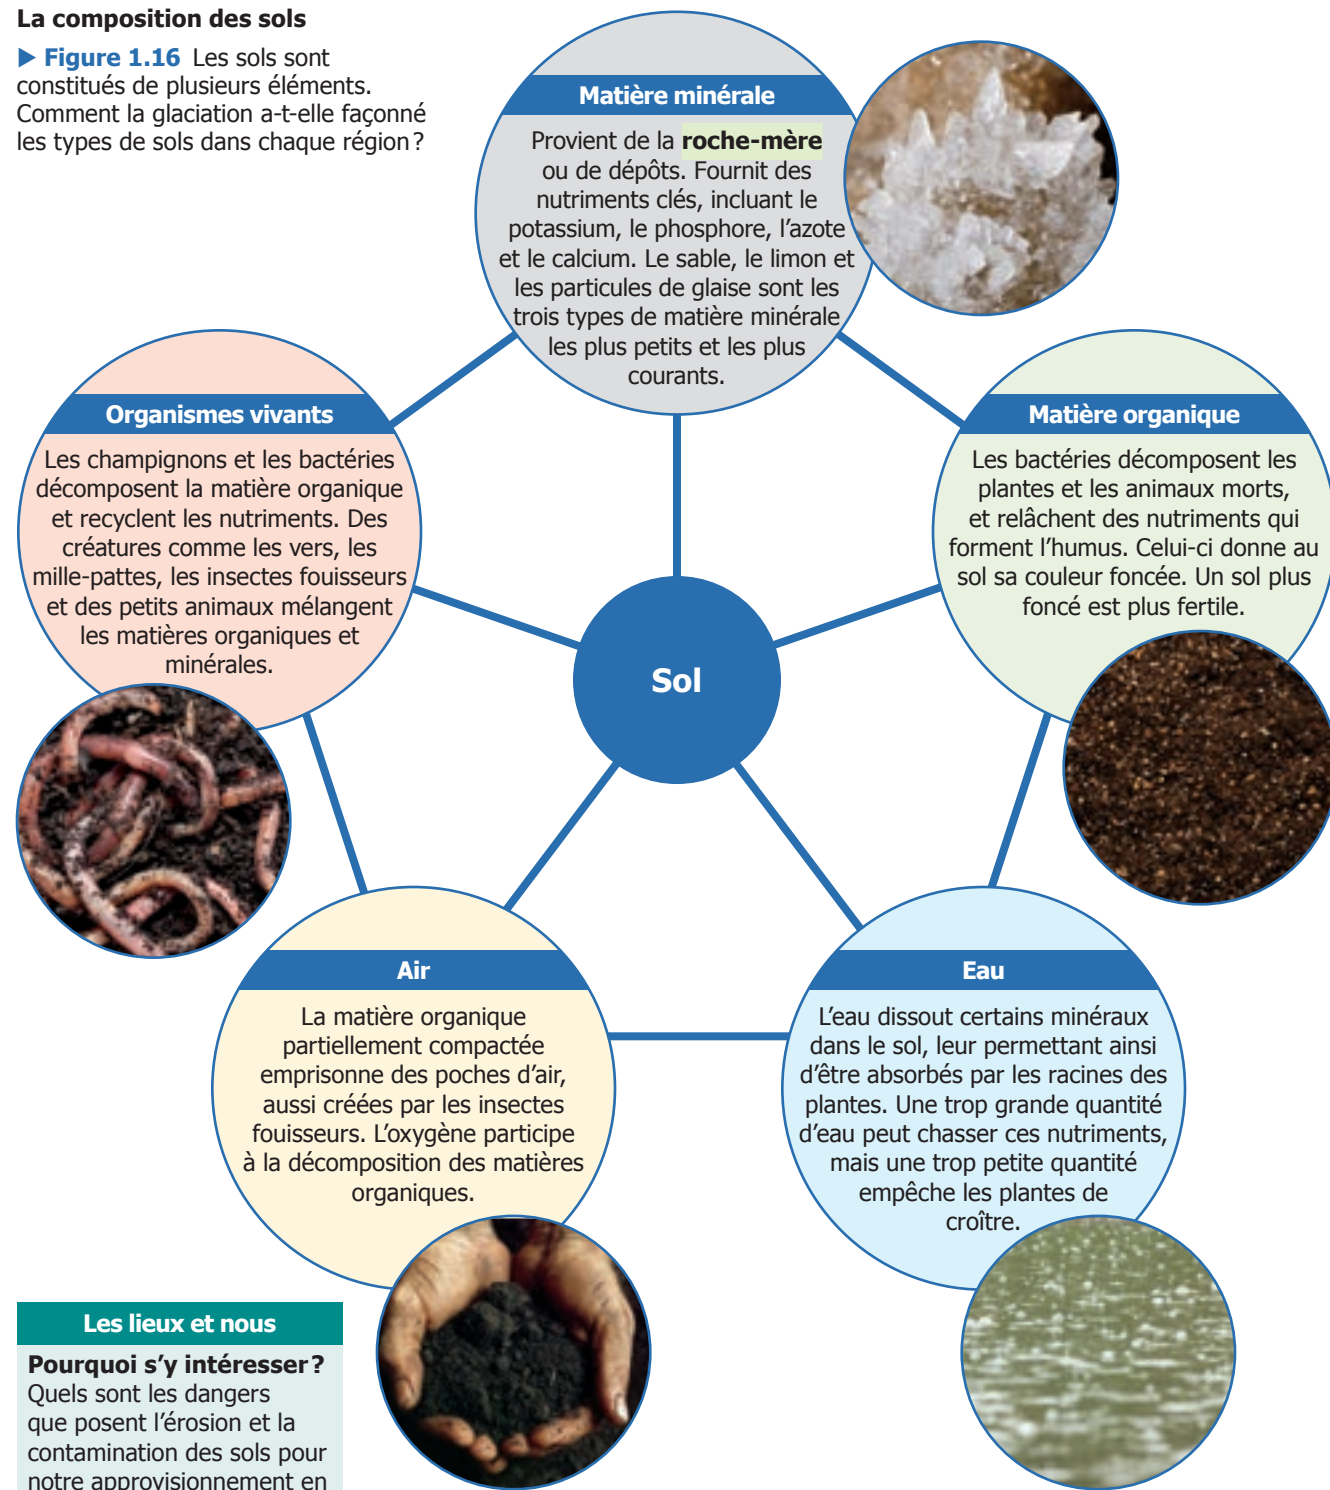 La composition des sols
▶ Figure 1.16 Les sols sont
constitués de plusieurs éléments.
Comment la glaciation a-t-elle façonné
les types de sols dans chaque région ?
Matière minérale
Provient de la roche-mère
ou de dépôts. Fournit des
nutriments clés, incluant le
potassium, le phosphore, l’azote
et le calcium. Le sable, le limon et
les particules de glaise sont les
trois types de matière minérale
les plus petits et les plus
courants.
Organismes vivants
Les champignons et les bactéries
décomposent la matière organique
et recyclent les nutriments. Des
créatures comme les vers, les
mille-pattes, les insectes fouisseurs
et des petits animaux mélangent
les matières organiques et
minérales.
Matière organique
Les bactéries décomposent les
plantes et les animaux morts,
et relâchent des nutriments qui
forment l’humus. Celui-ci donne au
sol sa couleur foncée. Un sol plus
foncé est plus fertile.
Sol
Air
La matière organique
partiellement compactée
emprisonne des poches d’air,
aussi créées par les insectes
fouisseurs. L’oxygène participe
à la décomposition des matières
organiques.
Eau
L’eau dissout certains minéraux
dans le sol, leur permettant ainsi
d’être absorbés par les racines des
plantes. Une trop grande quantité
d’eau peut chasser ces nutriments,
mais une trop petite quantité
empêche les plantes de
croître.
Les lieux et nous
Pourquoi s’y intéresser ?
Quels sont les dangers
que posent l’érosion et la
contamination des sols pour
notre approvisionnement en